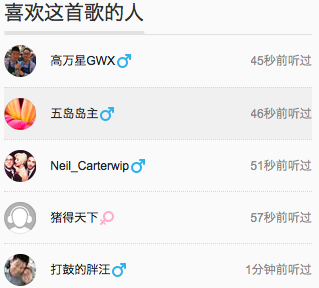 喜欢这首歌的人
高万星GWX 45秒前听过
五岛岛主 46秒前听过
Neil_Carterwip 51秒前听过
猪得天下 57秒前听过
打鼓的胖汪 1分钟前听过